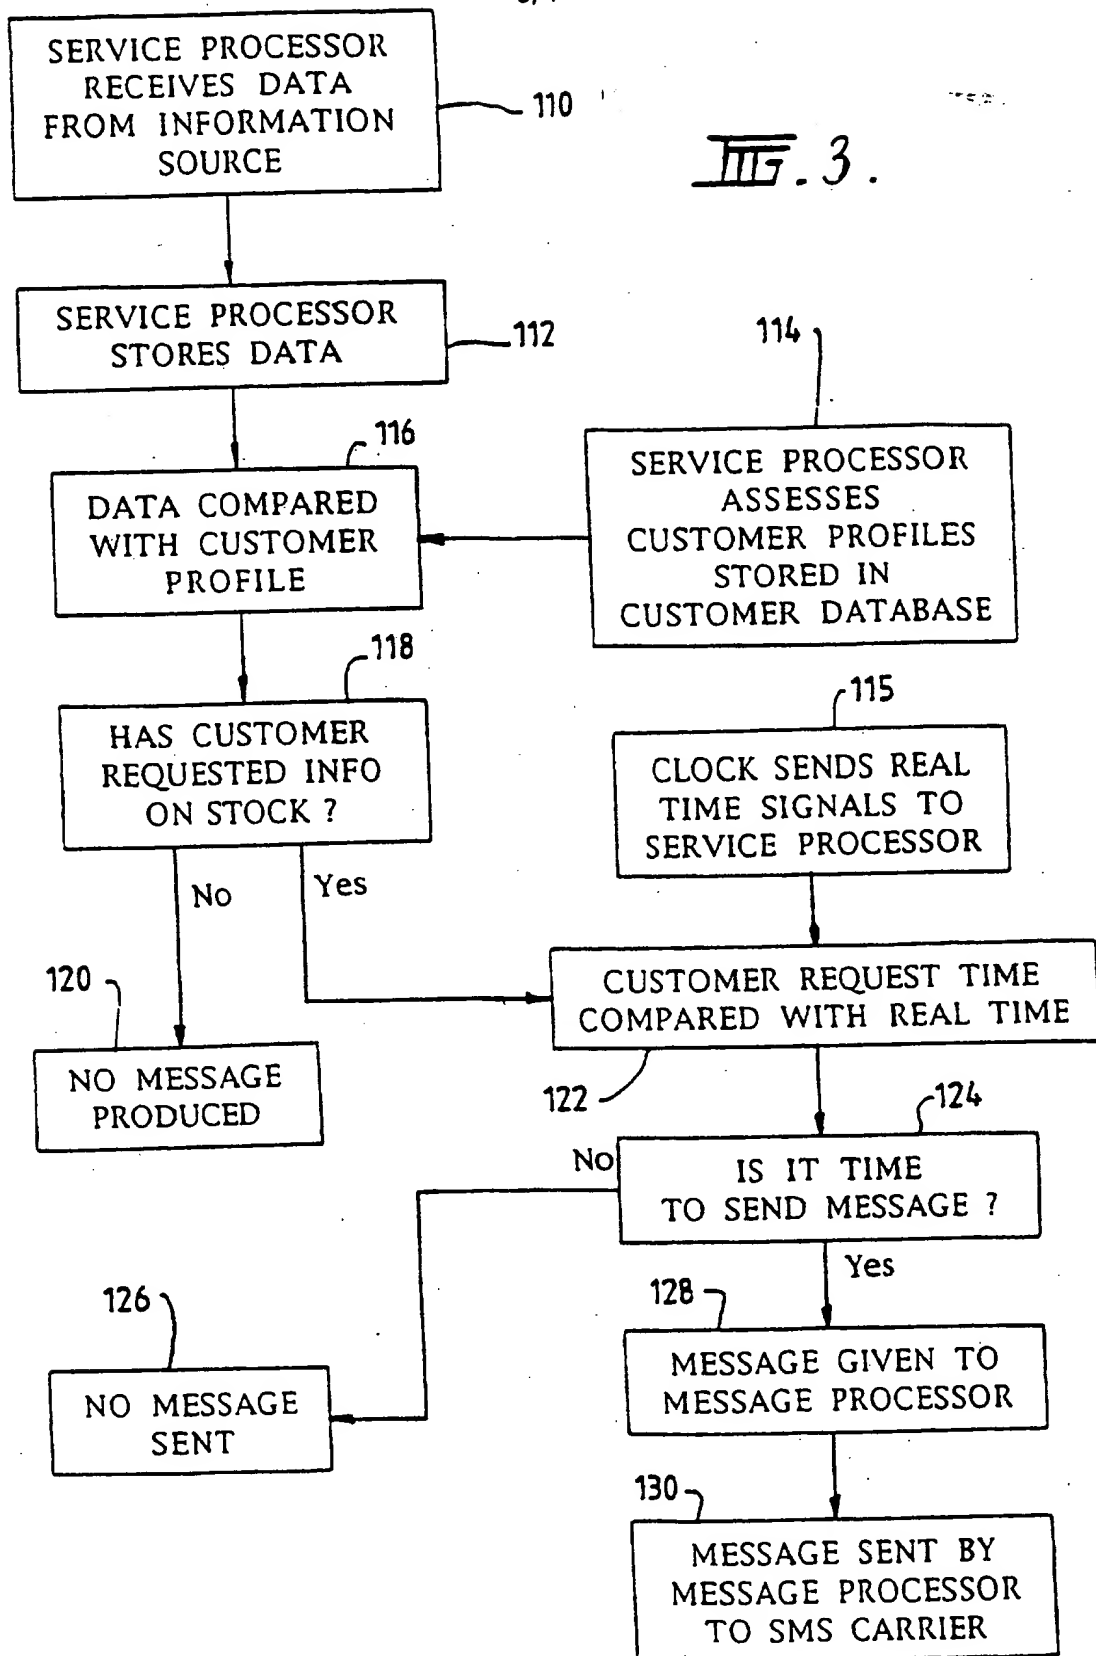 SERVICE PROCESSOR
RECEIVES DATA
FROM INFORMATION
SOURCE
110
FIG. 3.
SERVICE PROCESSOR
STORES DATA
112
114
116
DATA COMPARED
WITH CUSTOMER
PROFILE
SERVICE PROCESSOR
ASSESSES
CUSTOMER PROFILES
STORED IN
CUSTOMER DATABASE
118
HAS CUSTOMER
REQUESTED INFO
ON STOCK ?
115
CLOCK SENDS REAL
TIME SIGNALS TO
SERVICE PROCESSOR
No
Yes
120
NO MESSAGE
PRODUCED
CUSTOMER REQUEST TIME
COMPARED WITH REAL TIME
122
124
IS IT TIME
TO SEND MESSAGE ?
No
Yes
126
NO MESSAGE
SENT
128
MESSAGE GIVEN TO
MESSAGE PROCESSOR
130
MESSAGE SENT BY
MESSAGE PROCESSOR
TO SMS CARRIER